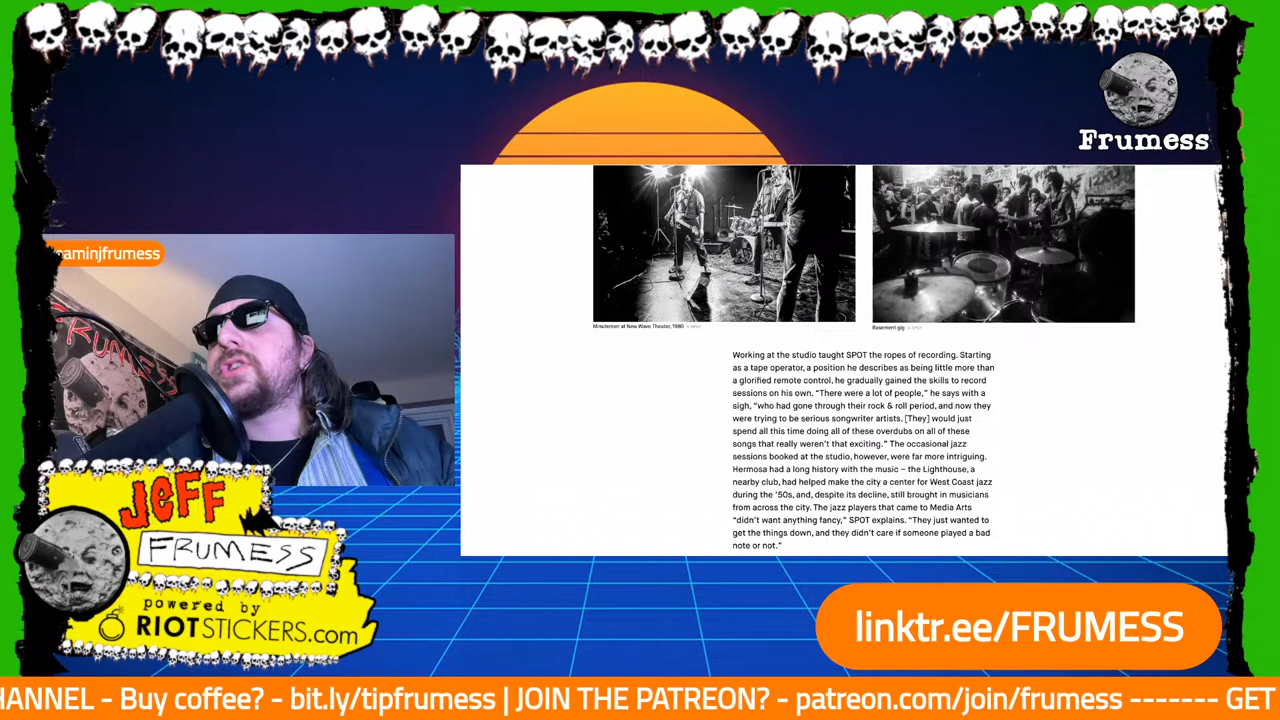 Frumess
aminjfrumess
FRUMESS
Minutemen at New Wave Theater, 1980 © SPOT
Basement gig © SPOT
Working at the studio taught SPOT the ropes of recording. Starting
as a tape operator, a position he describes as being little more than
a glorified remote control, he gradually gained the skills to record
sessions on his own. “There were a lot of people,” he says with a
sigh, “who had gone through their rock & roll period, and now they
were trying to be serious songwriter artists. [They] would just
spend all this time doing all of these overdubs on all of these
songs that really weren’t that exciting.” The occasional jazz
sessions booked at the studio, however, were far more intriguing.
Hermosa had a long history with the music – the Lighthouse, a
nearby club, had helped make the city a center for West Coast jazz
during the ’50s, and, despite its decline, still brought in musicians
from across the city. The jazz players that came to Media Arts
“didn’t want anything fancy,” SPOT explains. “They just wanted to
get the things down, and they didn’t care if someone played a bad
note or not.”
JEFF
FRUMESS
powered by
RIOTSTICKERS.com
linktr.ee/FRUMESS
HANNEL - Buy coffee? - bit.ly/tipfrumess | JOIN THE PATREON? - patreon.com/join/frumess ------- GET